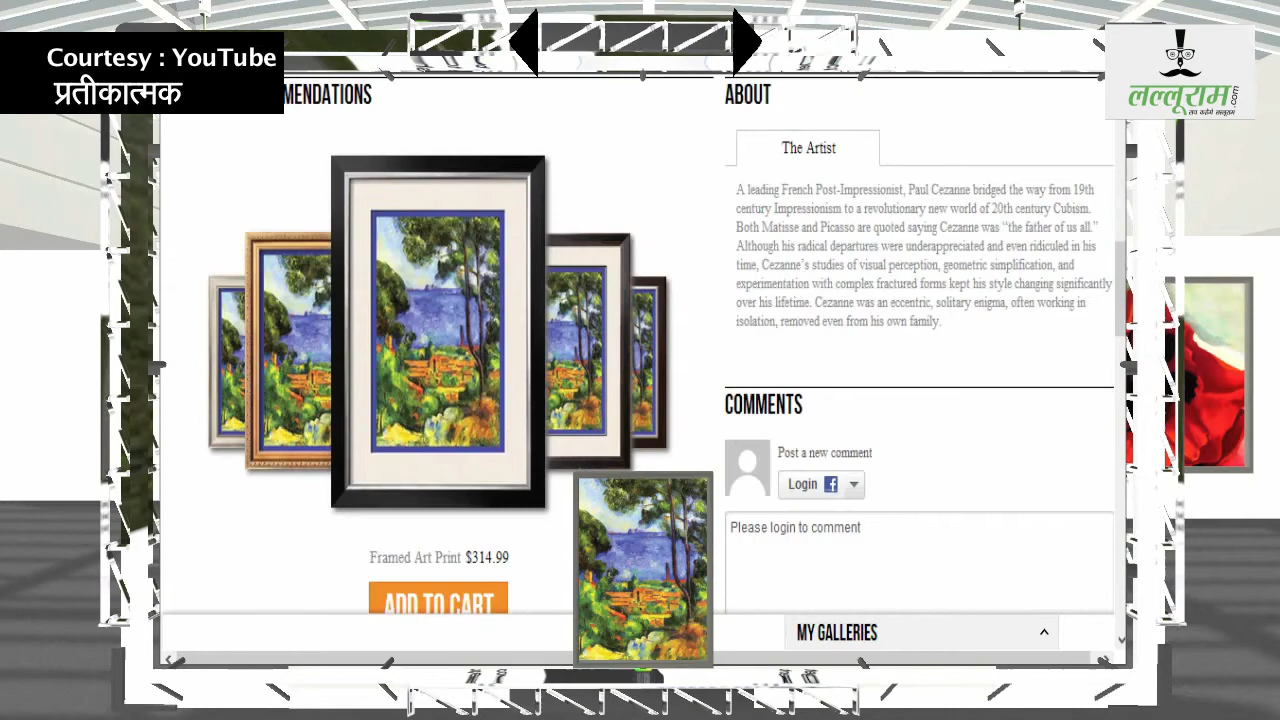 Courtesy : YouTube
प्रतीकात्मक
MENDATIONS
ABOUT
लल्लूराम.com
The Artist
A leading French Post-Impressionist, Paul Cezanne bridged the way from 19th
century Impressionism to a revolutionary new world of 20th century Cubism.
Both Matisse and Picasso are quoted saying Cezanne was “the father of us all.”
Although his radical departures were underappreciated and even ridiculed in his
time, Cezanne’s studies of visual perception, geometric simplification, and
experimentation with complex fractured forms kept his style changing significantly
over his lifetime. Cezanne was an eccentric, solitary enigma, often working in
isolation, removed even from his own family.
COMMENTS
Post a new comment
Login
Please login to comment
Framed Art Print $314.99
ADD TO CART
MY GALLERIES